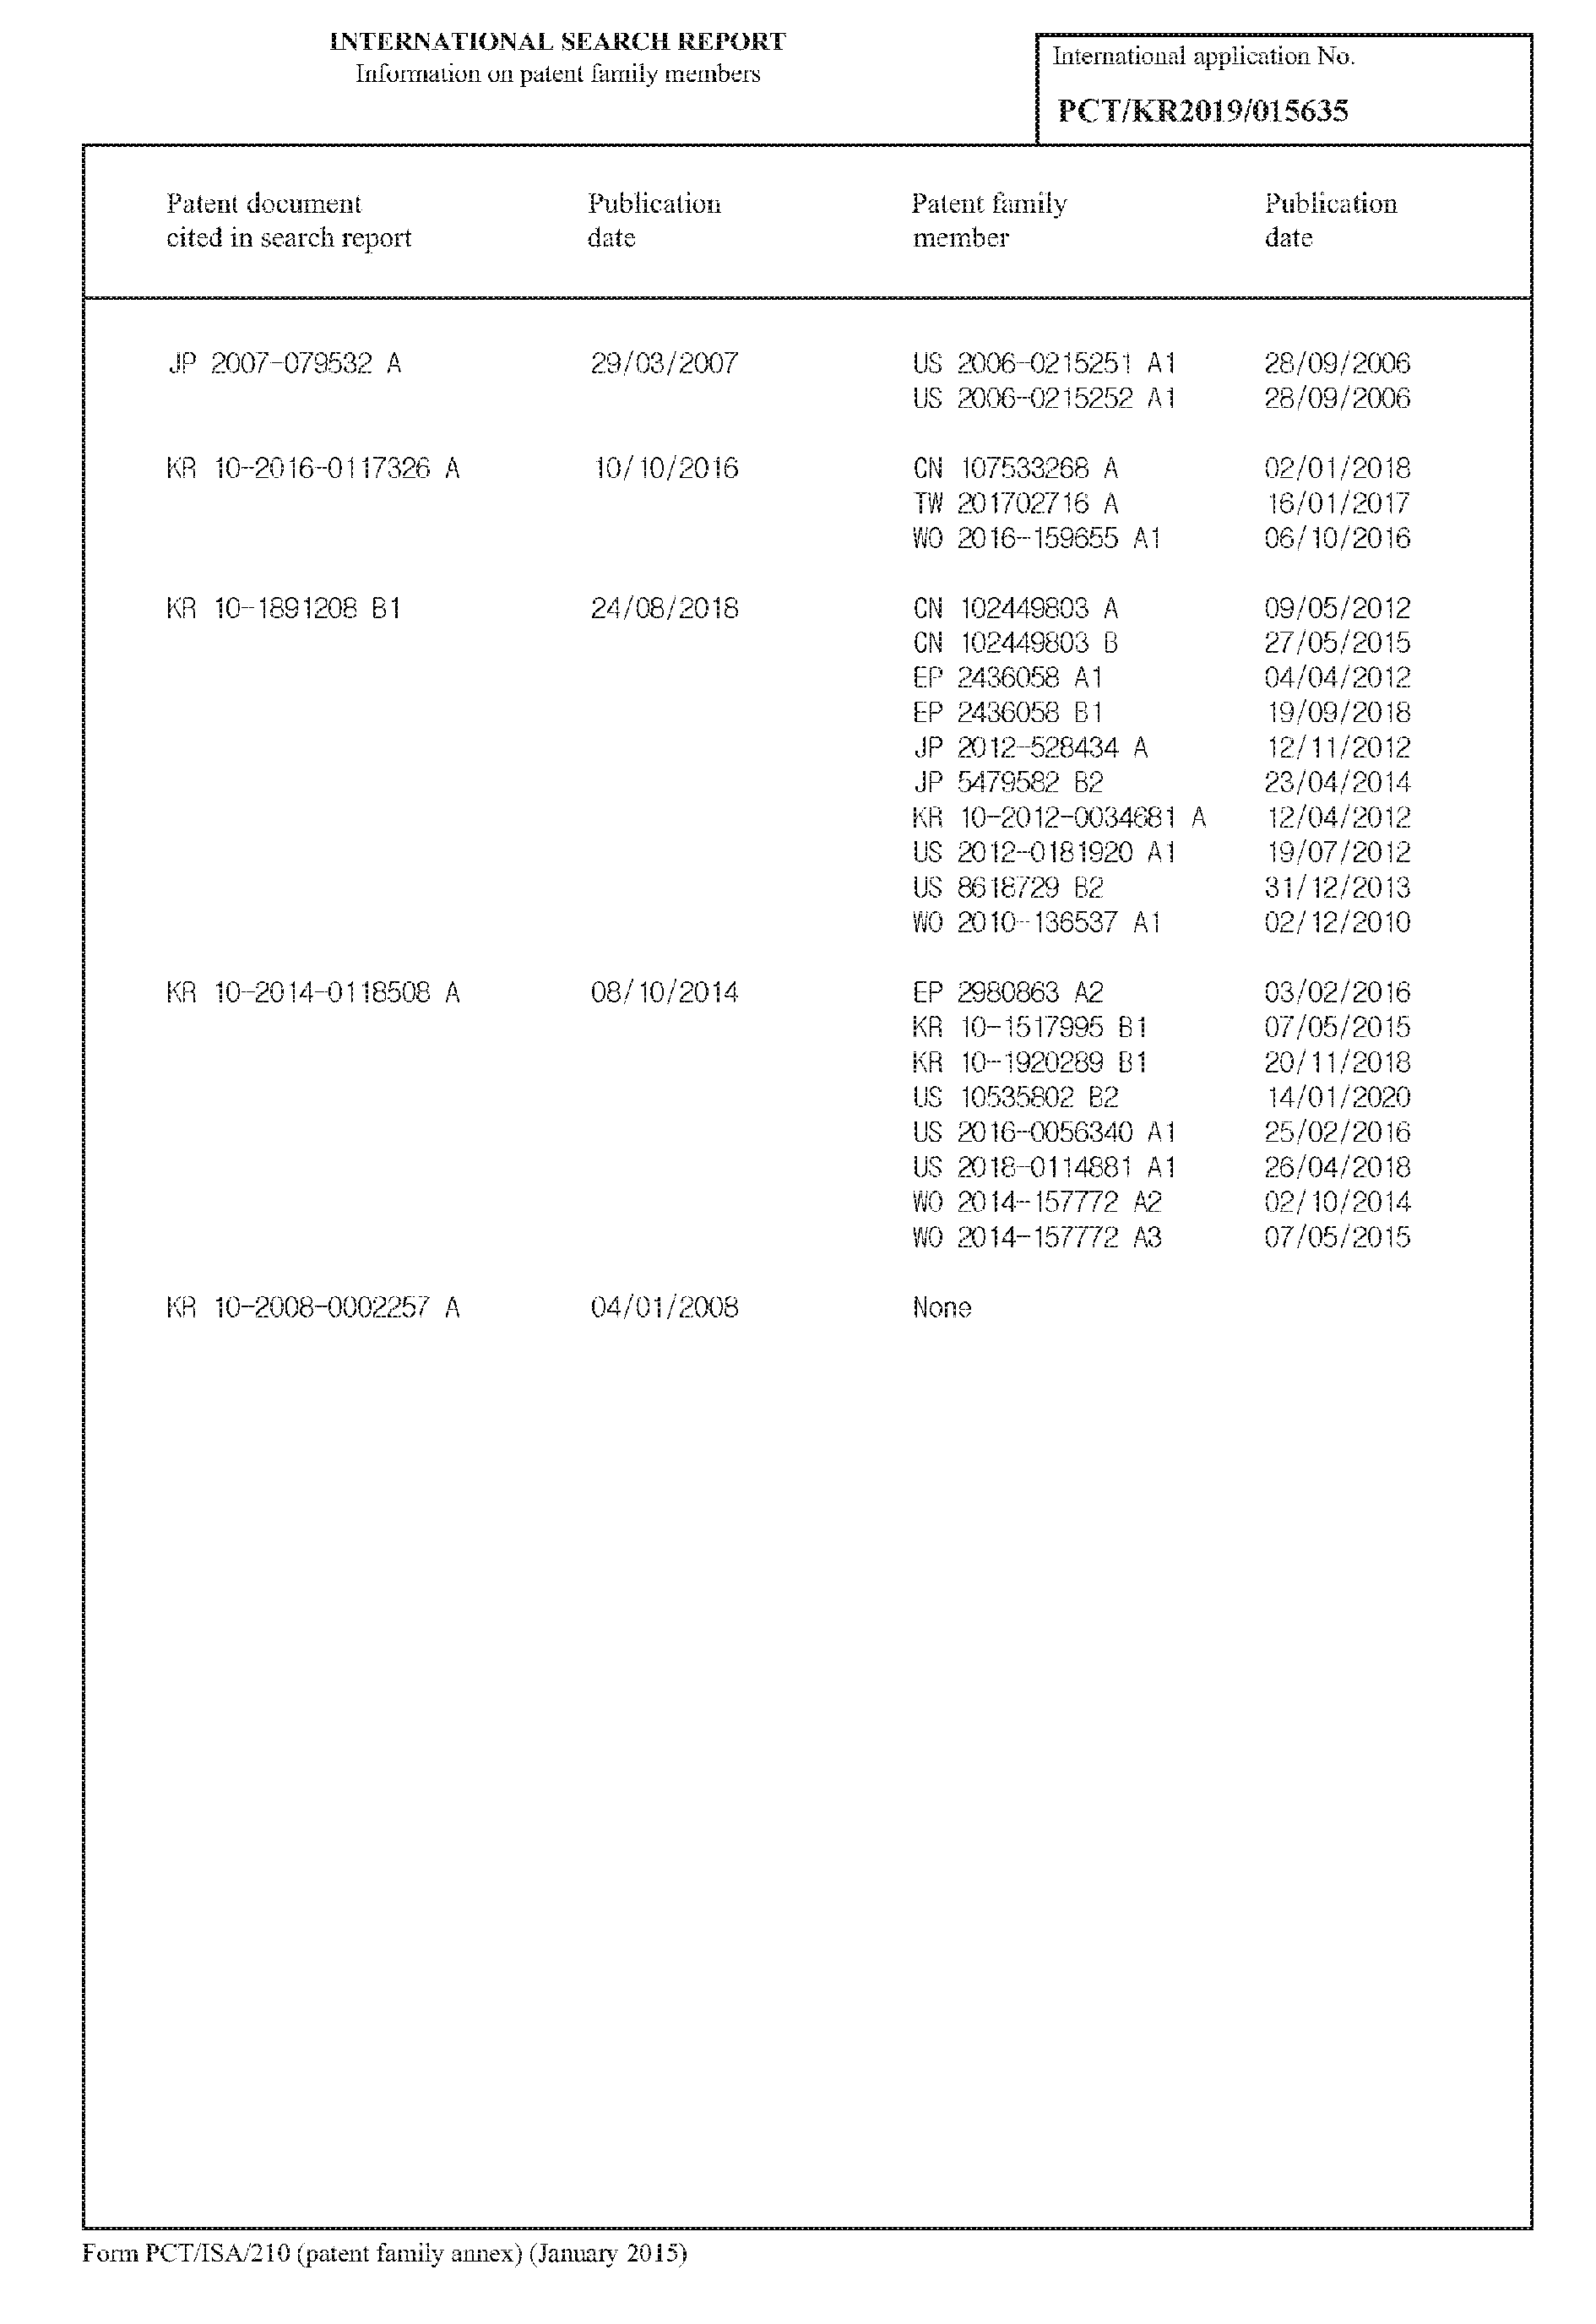 INTERNATIONAL SEARCH REPORT
Information on patent family members
International application No.
PCT/KR2019/015635
Patent document cited in search report
Publication date
Patent family member
Publication date
JP 2007-079532 A 29/03/2007 US 2006-0215251 A1 28/09/2006
US 2006-0215252 A1 28/09/2006
KR 10-2016-0117326 A 10/10/2016 CN 107533268 A 02/01/2018
TW 201702716 A 16/01/2017
WO 2016-159655 A1 06/10/2016
KR 10-1891208 B1 24/08/2018 CN 102449803 A 09/05/2012
CN 102449803 B 27/05/2015
EP 2436058 A1 04/04/2012
EP 2436058 B1 19/09/2018
JP 2012-528434 A 12/11/2012
JP 5479582 B2 23/04/2014
KR 10-2012-0034681 A 12/04/2012
US 2012-0181920 A1 19/07/2012
US 8618729 B2 31/12/2013
WO 2010-136537 A1 02/12/2010
KR 10-2014-0118508 A 08/10/2014 EP 2980863 A2 03/02/2016
KR 10-1517995 B1 07/05/2015
KR 10-1920289 B1 20/11/2018
US 10535802 B2 14/01/2020
US 2016-0056340 A1 25/02/2016
US 2018-0114881 A1 26/04/2018
WO 2014-157772 A2 02/10/2014
WO 2014-157772 A3 07/05/2015
KR 10-2008-0002257 A 04/01/2008 None
Form PCT/ISA/210 (patent family annex) (January 2015)